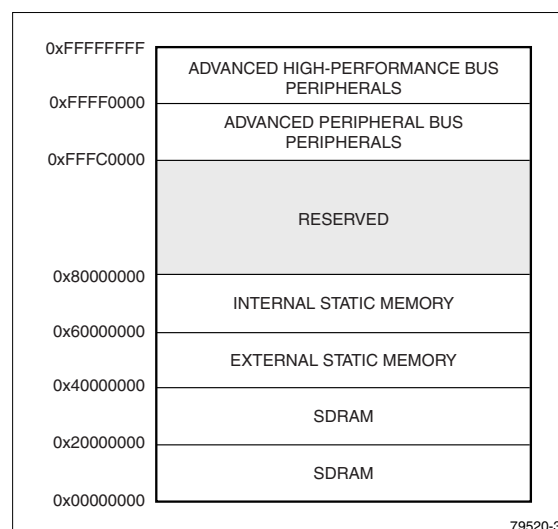 0xFFFFFFFF
ADVANCED HIGH-PERFORMANCE BUS
PERIPHERALS
0xFFFF0000
ADVANCED PERIPHERAL BUS
PERIPHERALS
0xFFFC0000
RESERVED
0x80000000
INTERNAL STATIC MEMORY
0x60000000
EXTERNAL STATIC MEMORY
0x40000000
SDRAM
0x20000000
SDRAM
0x00000000